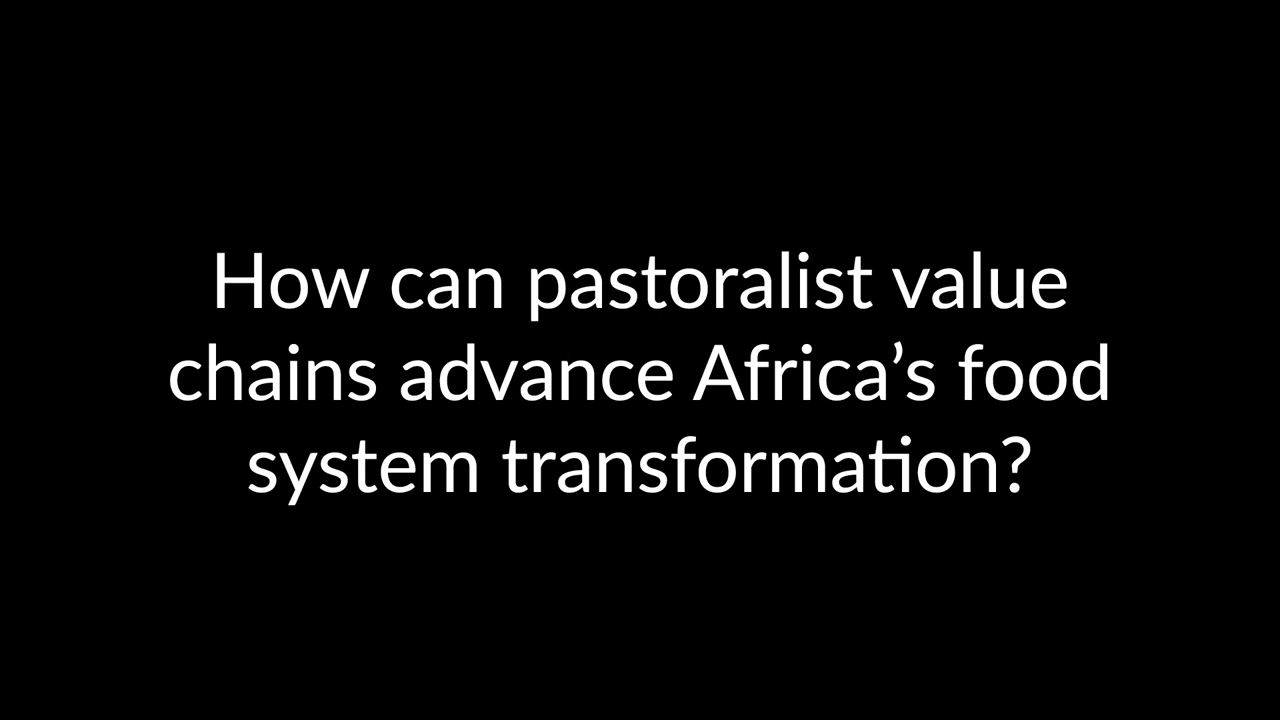 How can pastoralist value
chains advance Africa’s food
system transformation?